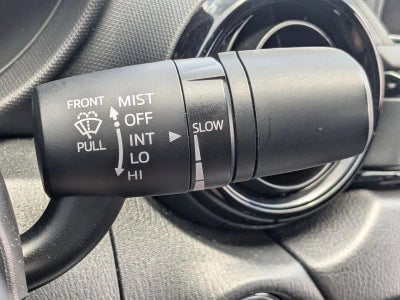 FRONT
PULL
MIST
OFF
INT
LO
HI
SLOW